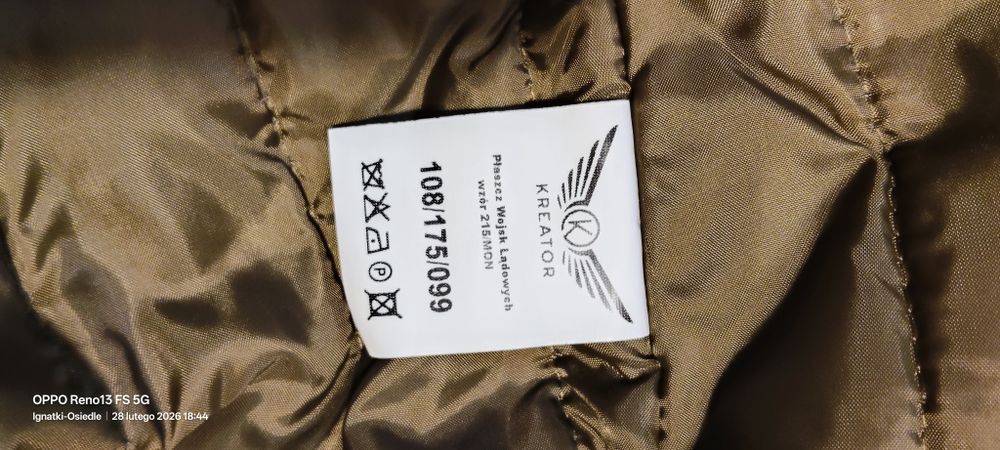 K
KREATOR
Płaszcz Wojsk Lądowych
wzór 215/MON
108/175/099
P
OPPO Reno13 FS 5G
Ignatki-Osiedle | 28 lutego 2026 18:44